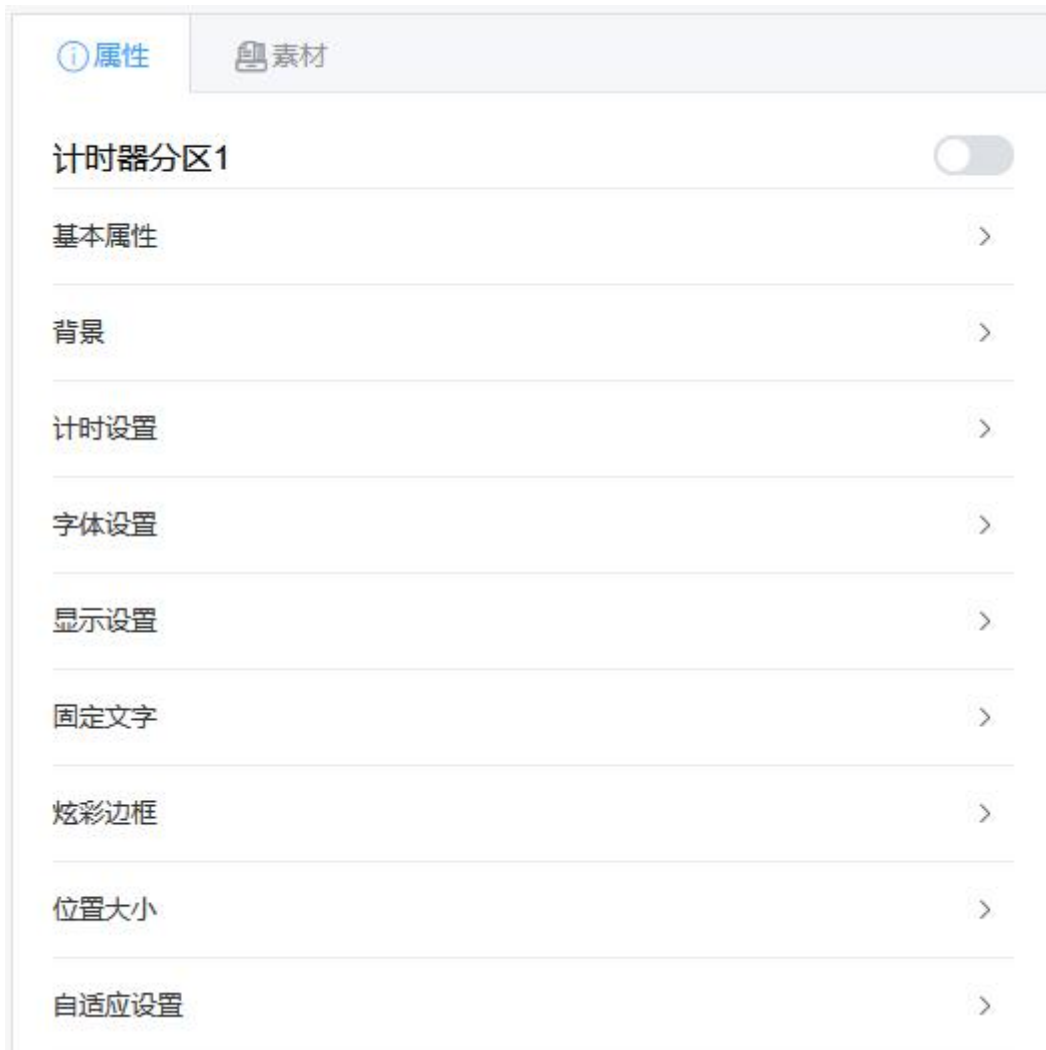 属性 素材
计时器分区1
基本属性
背景
计时设置
字体设置
显示设置
固定文字
炫彩边框
位置大小
自适应设置